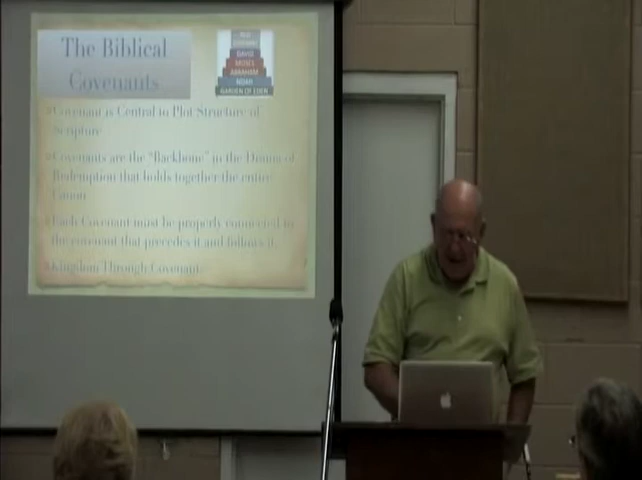 The Biblical
Covenants
DAVID
MOSES
ABRAHAM
NOAH
GARDEN OF EDEN
Covenant is Central to Plot Structure of
Scripture
Covenants are the "Backbone" in the Drama of
Redemption that holds together the entire
Canon
Each Covenant must be properly connected to
the covenant that precedes it and follows it.
Kingdom Through Covenant